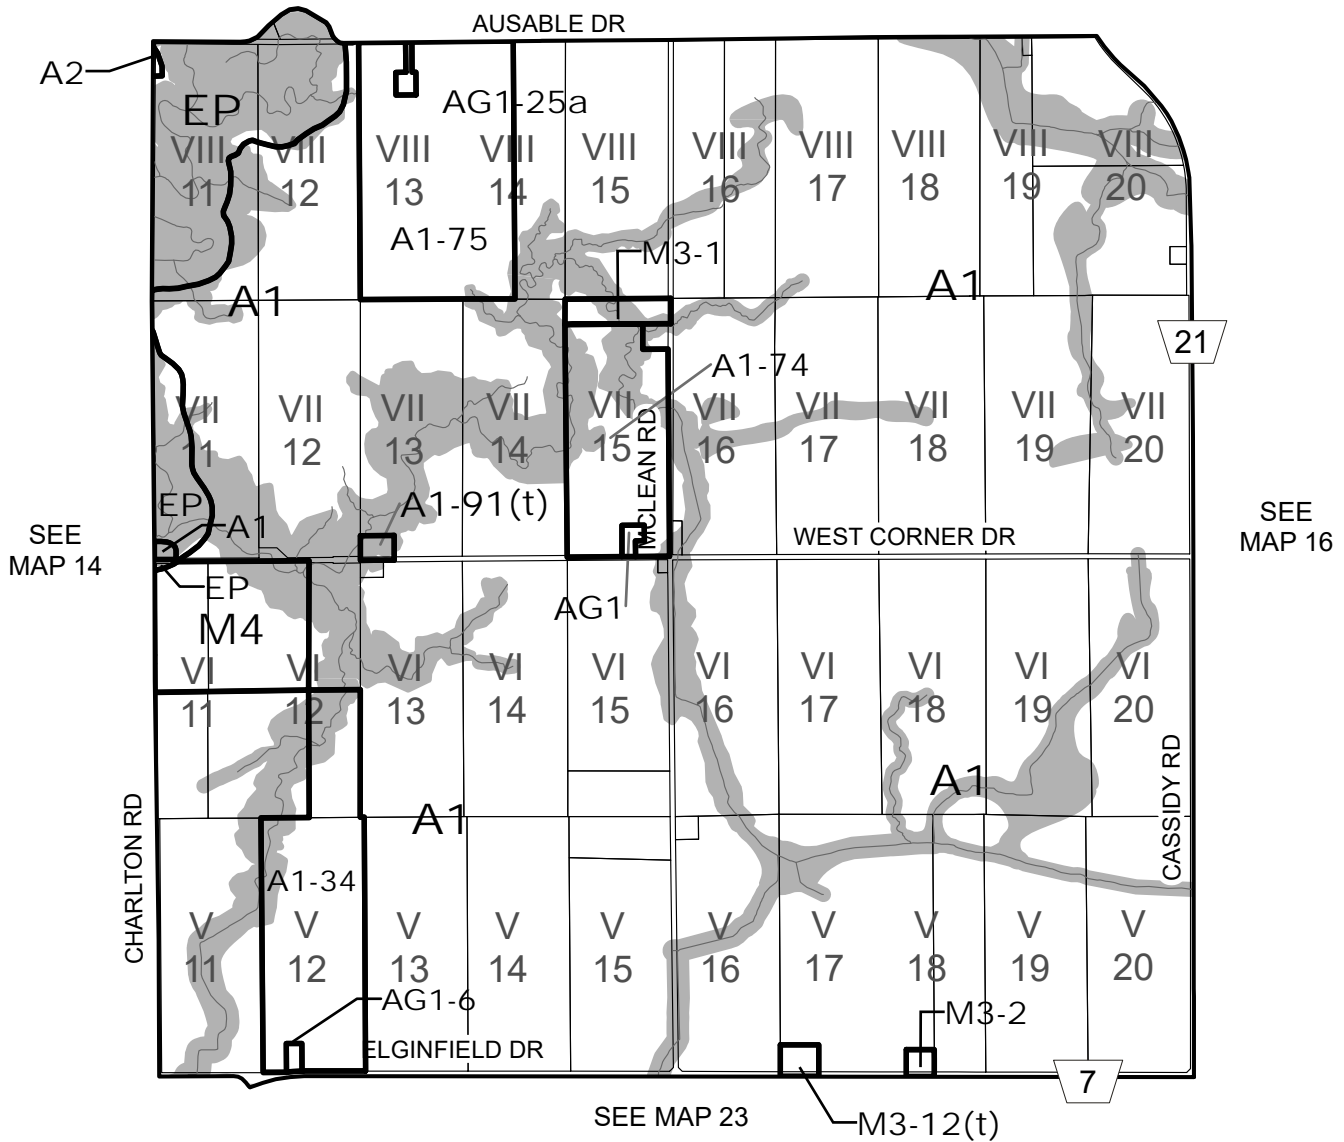 AUSABLE DR
A2
EP
AG1-25a
VIII VIII VIII VIII VIII VIII VIII VIII VIII VIII
11 12 13 14 15 16 17 18 19 20
A1-75
M3-1
A1
A1
21
A1-74
VII VII VII VII VII VII VII VII VII VII
11 12 13 14 15 16 17 18 19 20
MCLEAN RD
EP
A1
A1-91(t)
SEE
MAP 14
WEST CORNER DR
SEE
MAP 16
EP
AG1
M4
VI VI VI VI VI VI VI VI VI VI
11 12 13 14 15 16 17 18 19 20
CASSIDY RD
A1
A1
CHARLTON RD
A1-34
V V V V V V V V V V
11 12 13 14 15 16 17 18 19 20
AG1-6
M3-2
ELGINFIELD DR
7
SEE MAP 23
M3-12(t)